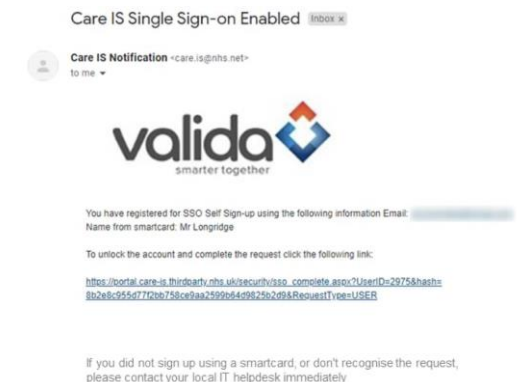 Care IS Single Sign-on Enabled Inbox x
Care IS Notification <care.is@nhs.net>
to me
valida
smarter together
You have registered for SSO Self Sign-up using the following information Email:
Name from smartcard: Mr Longridge
To unlock the account and complete the request click the following link:
https://portal.care-is.thirdparty.nhs.uk/security/sso_complete.aspx?UserID=2975&hash=
8b2e8c955d77f2bb758ce9aa2599b64d9825b2d9&RequestType=USER
If you did not sign up using a smartcard, or don't recognise the request,
please contact your local IT helpdesk immediately